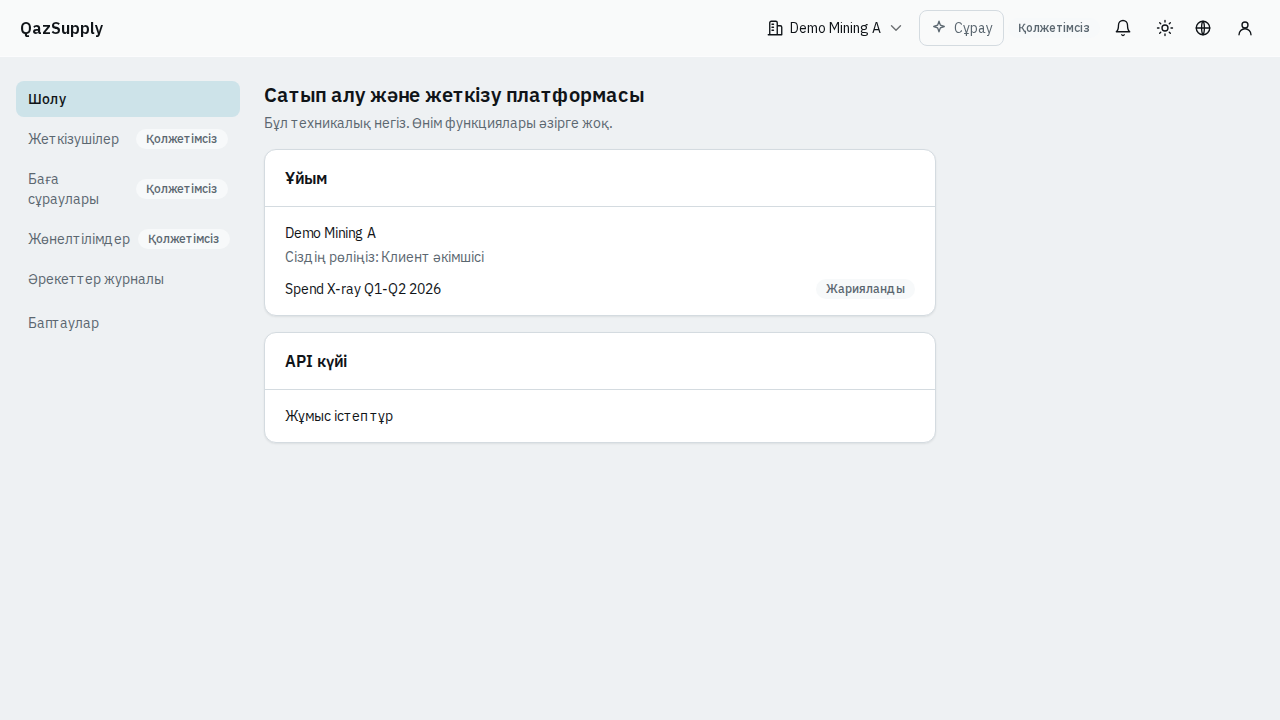 QazSupply
Demo Mining A
Сұрау
Қолжетімсіз
Шолу
Жеткізушілер
Қолжетімсіз
Баға
сұраулары
Қолжетімсіз
Жөнелтілімдер
Қолжетімсіз
Әрекеттер журналы
Баптаулар
Сатып алу және жеткізу платформасы
Бұл техникалық негіз. Өнім функциялары әзірге жоқ.
Ұйым
Demo Mining A
Сіздің рөліңіз: Клиент әкімшісі
Spend X-ray Q1-Q2 2026
Жарияланды
API күйі
Жұмыс істеп тұр